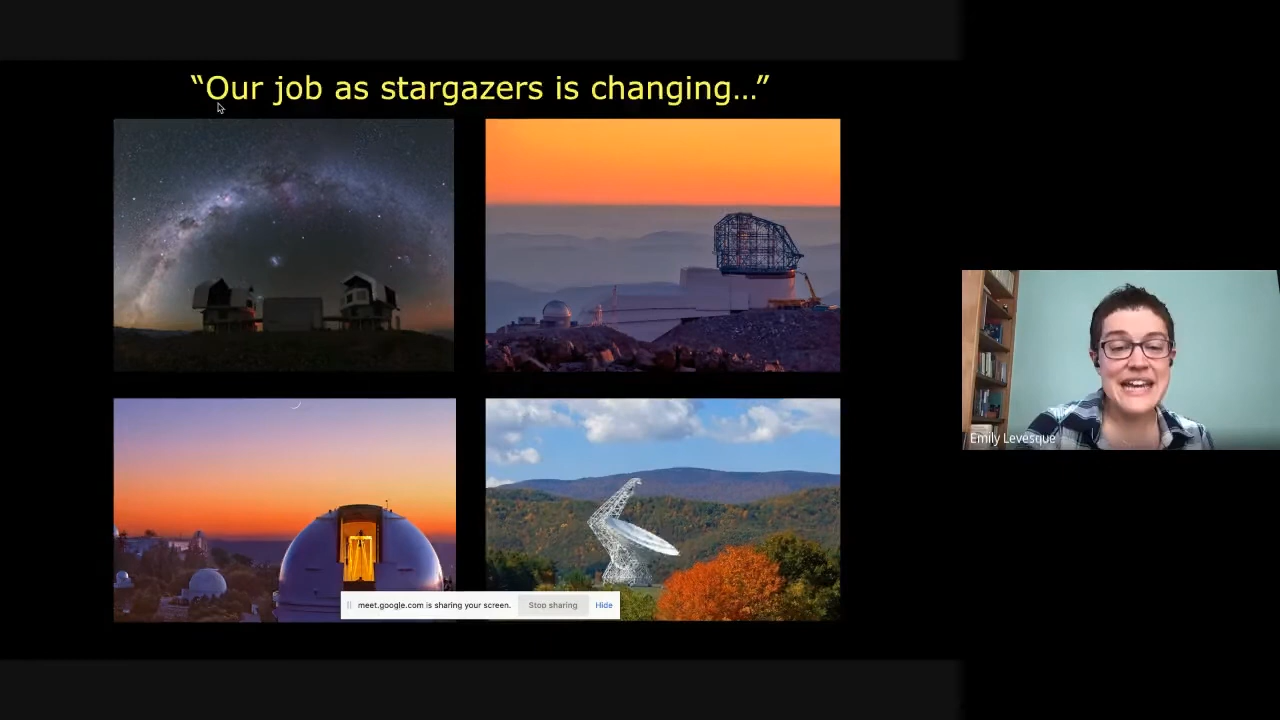 “Our job as stargazers is changing…”
Emily Levesque
meet.google.com is sharing your screen. Stop sharing Hide